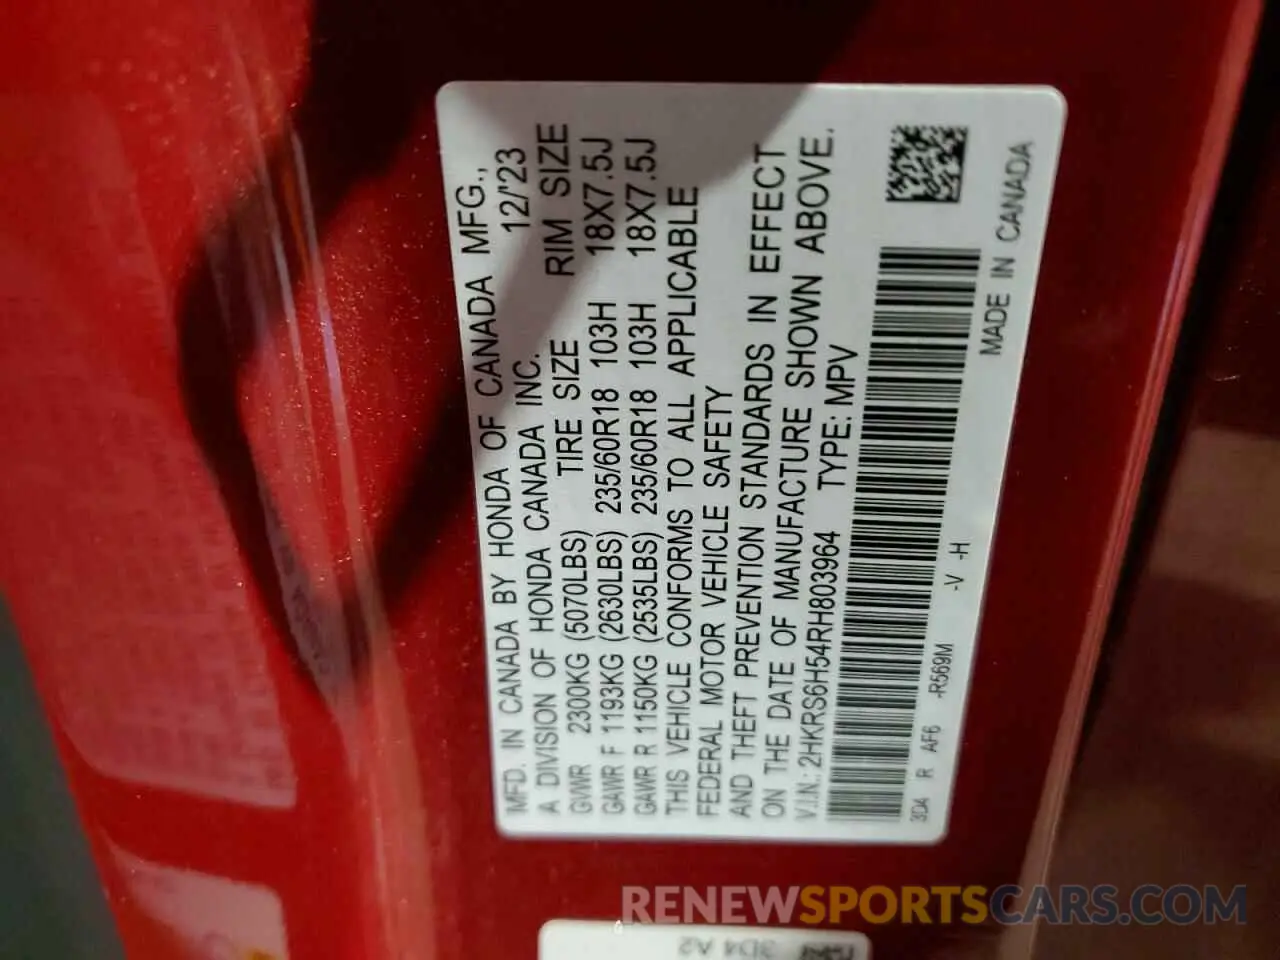 MFD. IN CANADA BY HONDA OF CANADA MFG.,
A DIVISION OF HONDA CANADA INC. 12/'23
GVWR 2300KG (5070LBS) TIRE SIZE RIM SIZE
GAWR F 1193KG (2630LBS) 235/60R18 103H 18X7.5J
GAWR R 1150KG (2535LBS) 235/60R18 103H 18X7.5J
THIS VEHICLE CONFORMS TO ALL APPLICABLE
FEDERAL MOTOR VEHICLE SAFETY
AND THEFT PREVENTION STANDARDS IN EFFECT
ON THE DATE OF MANUFACTURE SHOWN ABOVE.
V.I.N.: 2HKRS6H54RH803964 TYPE: MPV
3D4 R AF6 -R569M -V -H MADE IN CANADA
3D4 A2
RENEWSPORTSCARS.COM